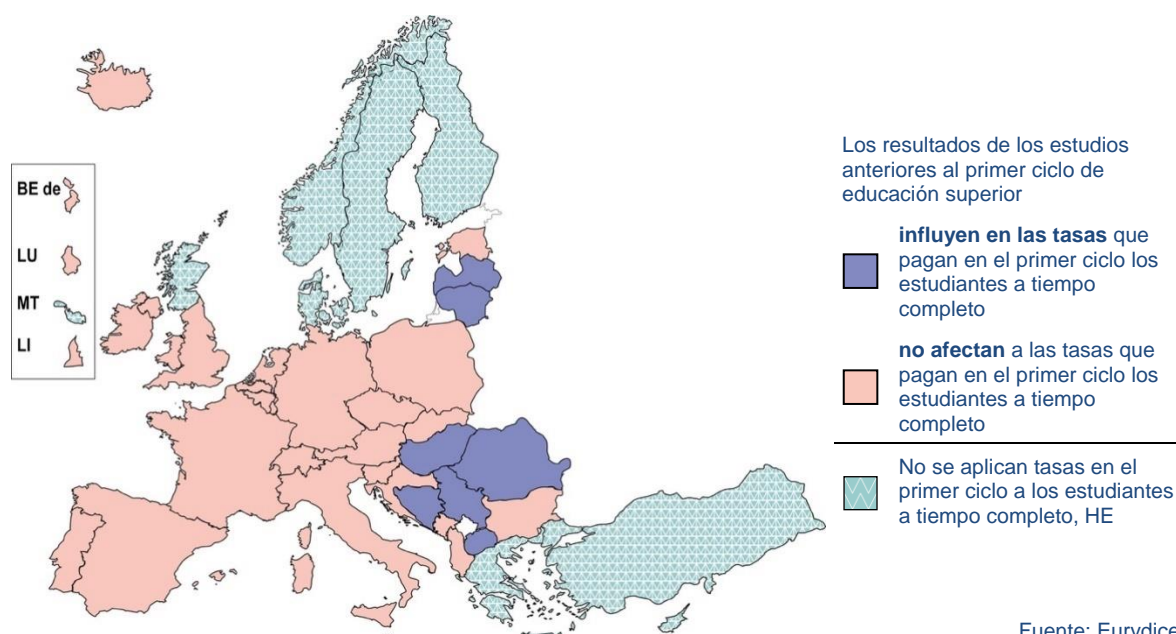 BE de
LU
MT
LI
Los resultados de los estudios
anteriores al primer ciclo de
educación superior
influyen en las tasas que
pagan en el primer ciclo los
estudiantes a tiempo
completo
no afectan a las tasas que
pagan en el primer ciclo los
estudiantes a tiempo
completo
No se aplican tasas en el
primer ciclo a los estudiantes
a tiempo completo, HE
Fuente: Eurydice